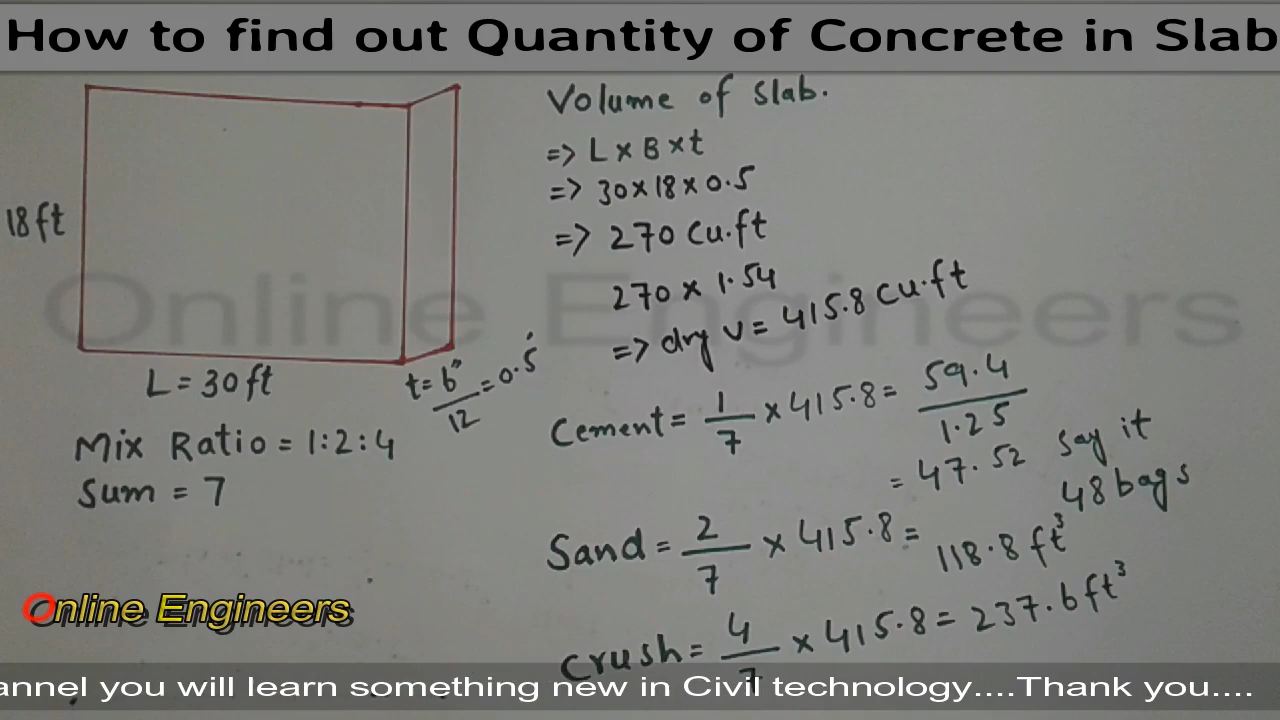 How to find out Quantity of Concrete in Slab
18 ft
L = 30 ft
t = 6"/12 = 0.5'
Mix Ratio = 1:2:4
Sum = 7
Volume of slab.
=> L × B × t
=> 30 × 18 × 0.5
=> 270 Cu.ft
270 × 1.54
=> dry v = 415.8 cu.ft
Cement = 1/7 × 415.8 = 59.4/1.25
= 47.52 say it
48 bags
Sand = 2/7 × 415.8 = 118.8 ft³
Crush = 4/7 × 415.8 = 237.6 ft³
Online Engineers
Online Engineers
annel you will learn something new in Civil technology....Thank you....